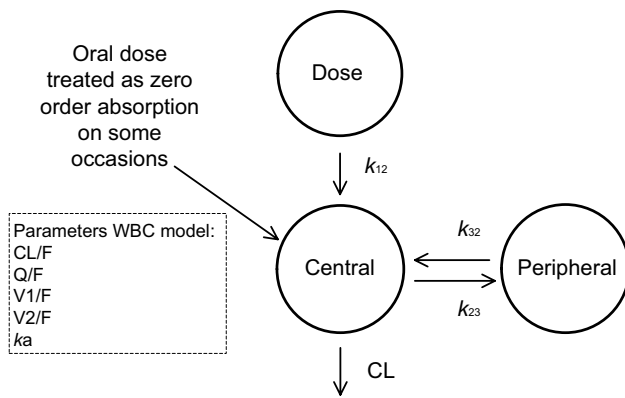 Oral dose
treated as zero
order absorption
on some
occasions
Dose
k12
Parameters WBC model:
CL/F
Q/F
V1/F
V2/F
ka
Central
k32
k23
Peripheral
CL